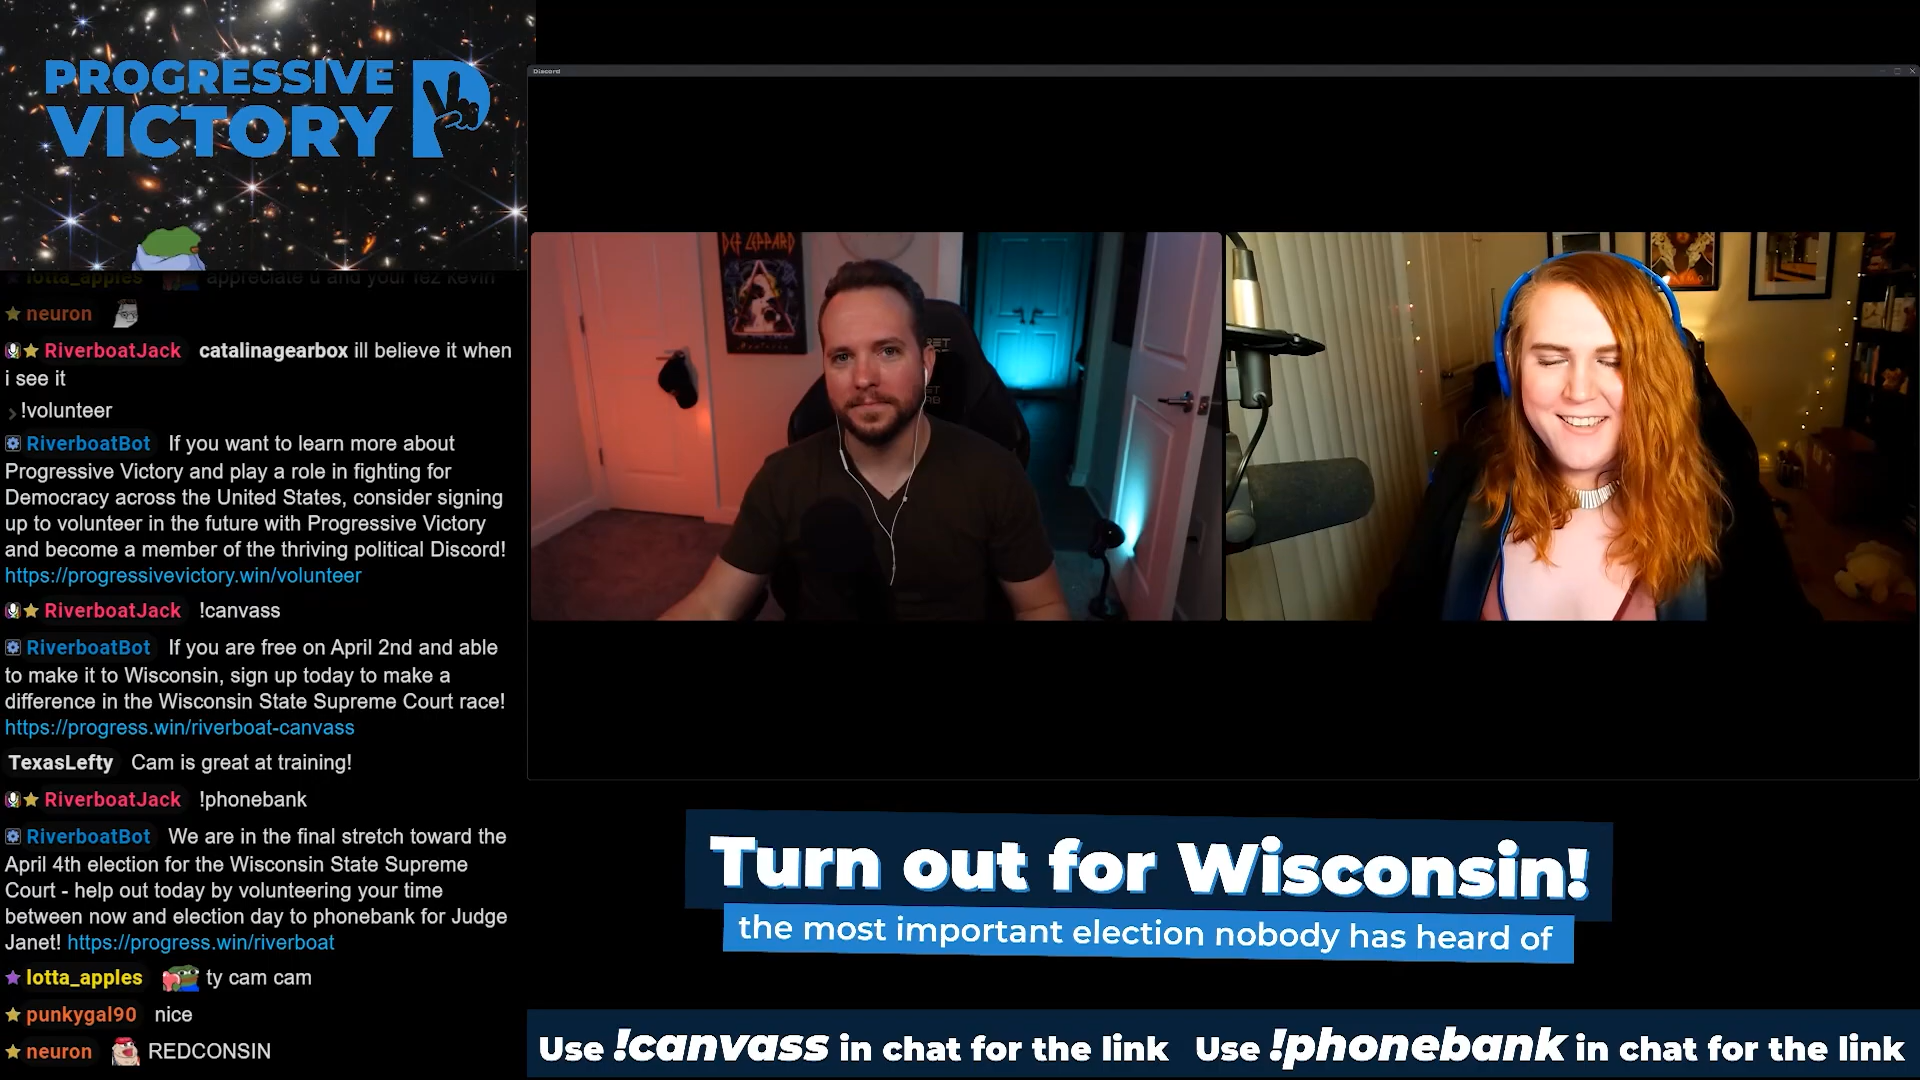 PROGRESSIVE
VICTORY
lotta_apples appreciate u and your fez kevin
neuron
RiverboatJack catalinagearbox ill believe it when
i see it
!volunteer
RiverboatBot If you want to learn more about
Progressive Victory and play a role in fighting for
Democracy across the United States, consider signing
up to volunteer in the future with Progressive Victory
and become a member of the thriving political Discord!
https://progressivevictory.win/volunteer
RiverboatJack !canvass
RiverboatBot If you are free on April 2nd and able
to make it to Wisconsin, sign up today to make a
difference in the Wisconsin State Supreme Court race!
https://progress.win/riverboat-canvass
TexasLefty Cam is great at training!
RiverboatJack !phonebank
RiverboatBot We are in the final stretch toward the
April 4th election for the Wisconsin State Supreme
Court - help out today by volunteering your time
between now and election day to phonebank for Judge
Janet! https://progress.win/riverboat
lotta_apples ty cam cam
punkygal90 nice
neuron REDCONSIN
Discord
DEF LEPPARD
Turn out for Wisconsin!
the most important election nobody has heard of
Use !canvass in chat for the link Use !phonebank in chat for the link